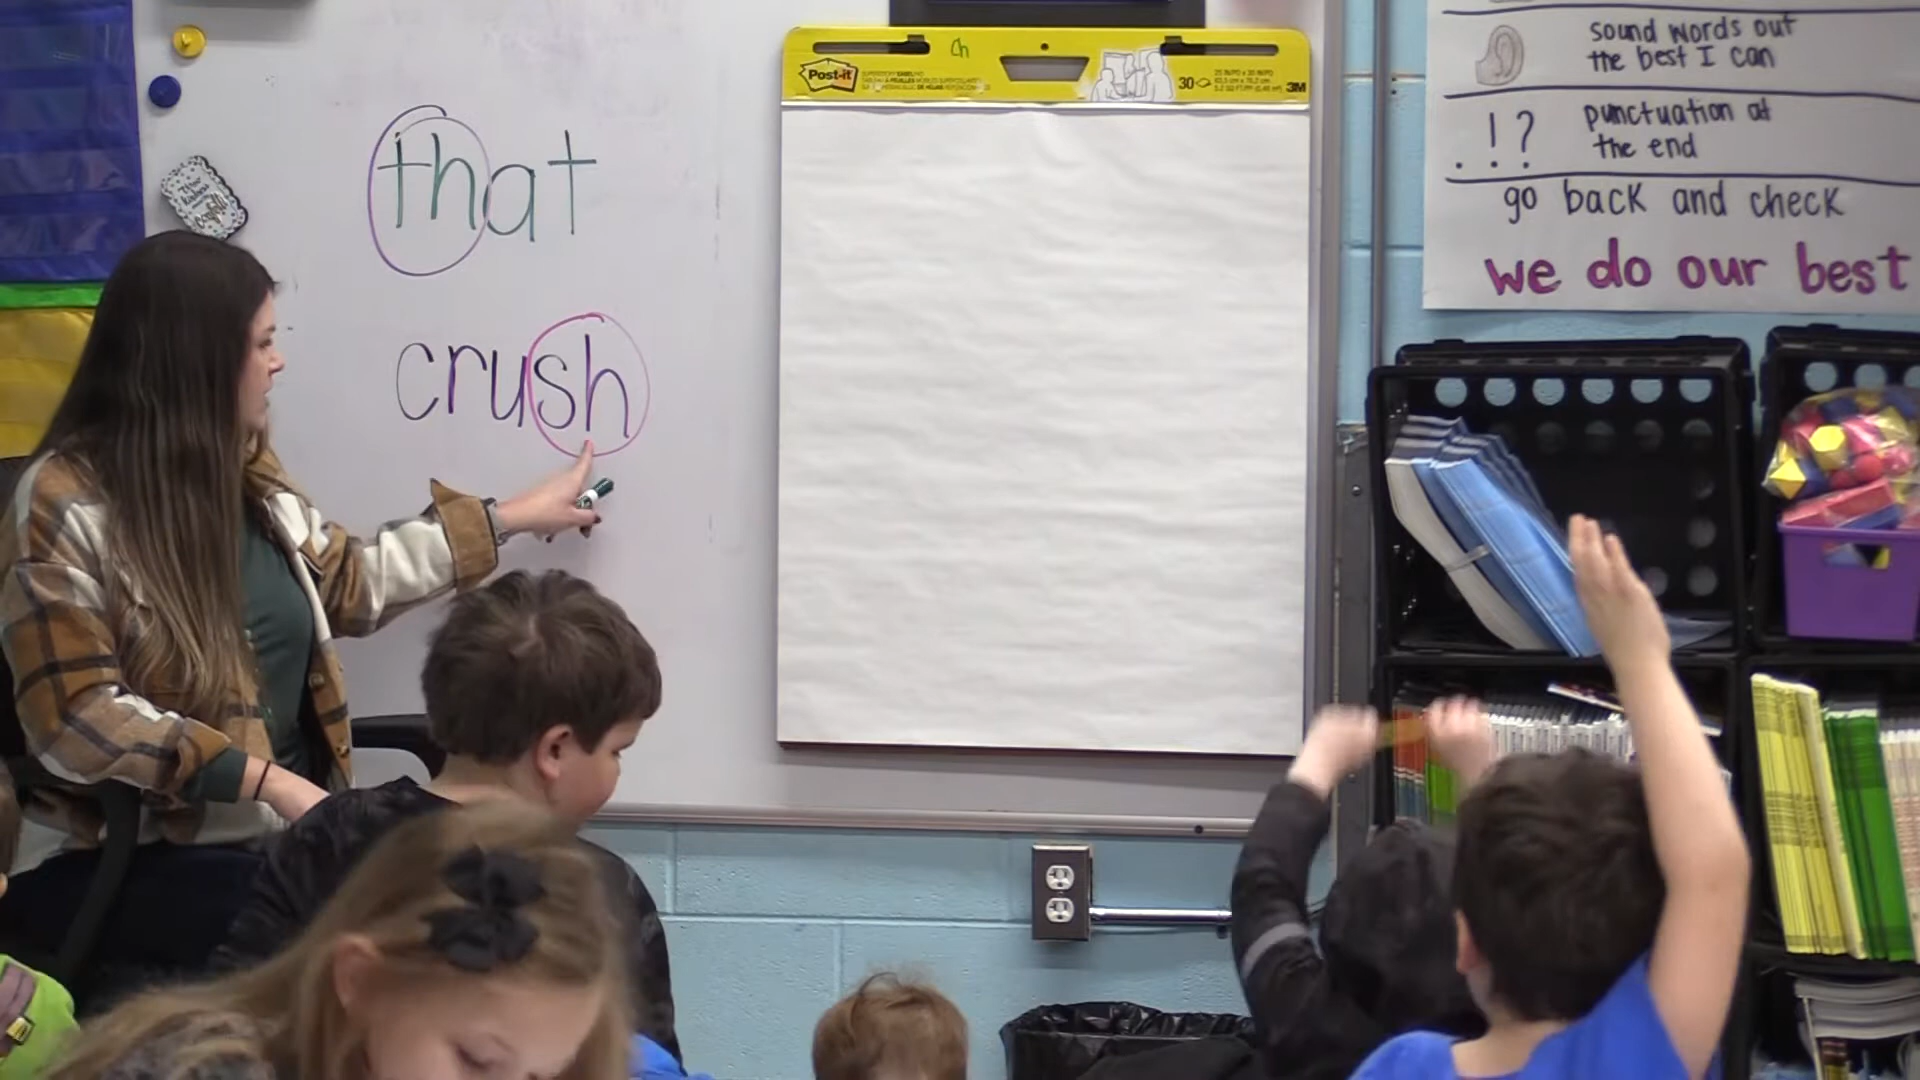 that
crush
ch
Post-it
30
3M
sound words out
the best I can
. ! ?
punctuation at
the end
go back and check
we do our best